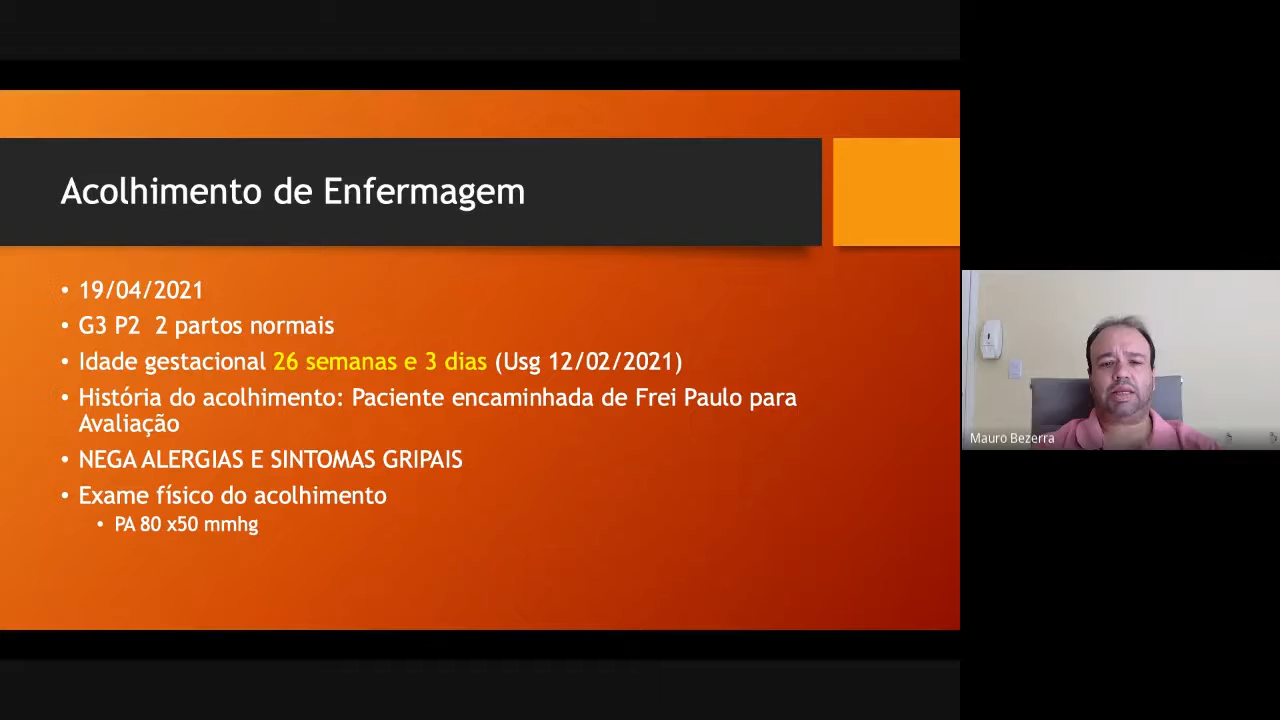 Acolhimento de Enfermagem
• 19/04/2021
• G3 P2 2 partos normais
• Idade gestacional 26 semanas e 3 dias (Usg 12/02/2021)
• História do acolhimento: Paciente encaminhada de Frei Paulo para
Avaliação
• NEGA ALERGIAS E SINTOMAS GRIPAIS
• Exame físico do acolhimento
• PA 80 x50 mmhg
Mauro Bezerra